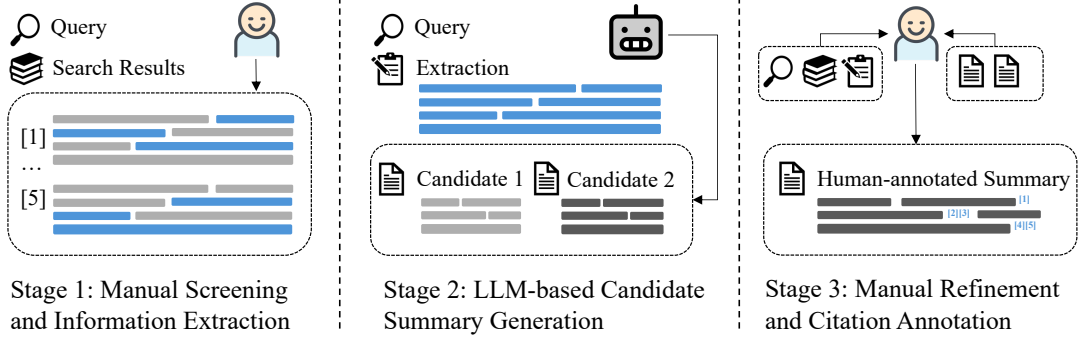 Query
Search Results
[1]
...
[5]
Stage 1: Manual Screening
and Information Extraction
Query
Extraction
Candidate 1
Candidate 2
Stage 2: LLM-based Candidate
Summary Generation
Human-annotated Summary
[1]
[2][3]
[4][5]
Stage 3: Manual Refinement
and Citation Annotation